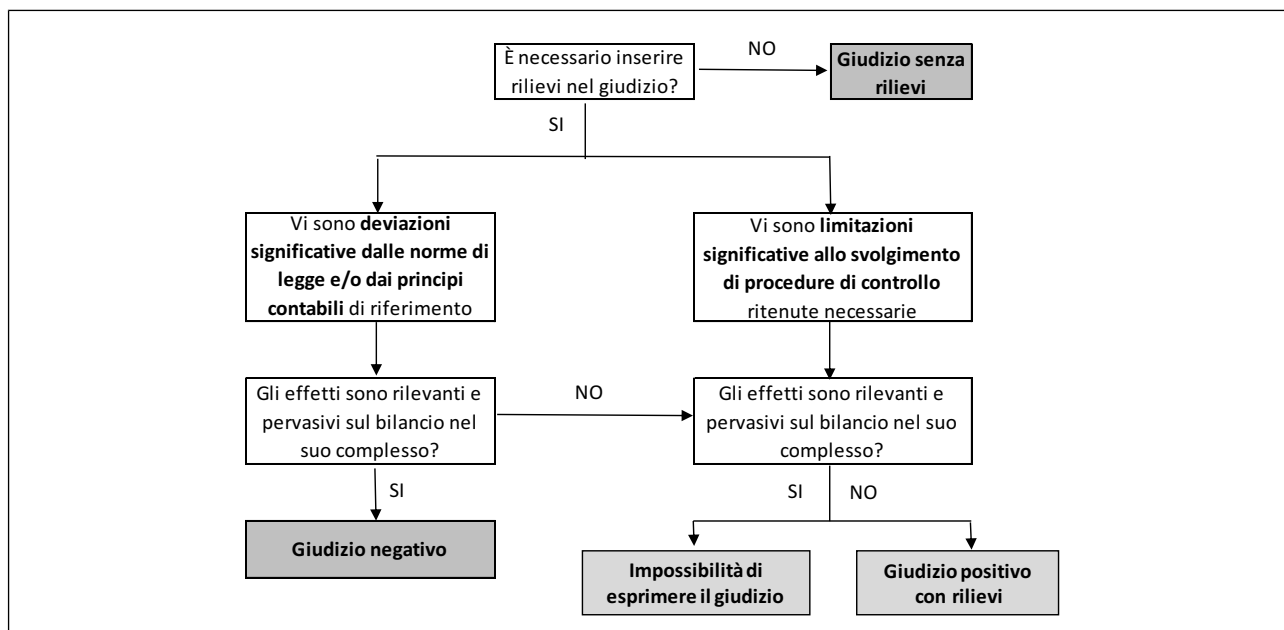 È necessario inserire
rilievi nel giudizio?
NO
Giudizio senza
rilievi
SI
Vi sono deviazioni
significative dalle norme di
legge e/o dai principi
contabili di riferimento
Vi sono limitazioni
significative allo svolgimento
di procedure di controllo
ritenute necessarie
Gli effetti sono rilevanti e
pervasivi sul bilancio nel
suo complesso?
NO
Gli effetti sono rilevanti e
pervasivi sul bilancio nel suo
complesso?
SI
SI
NO
Giudizio negativo
Impossibilità di
esprimere il giudizio
Giudizio positivo
con rilievi